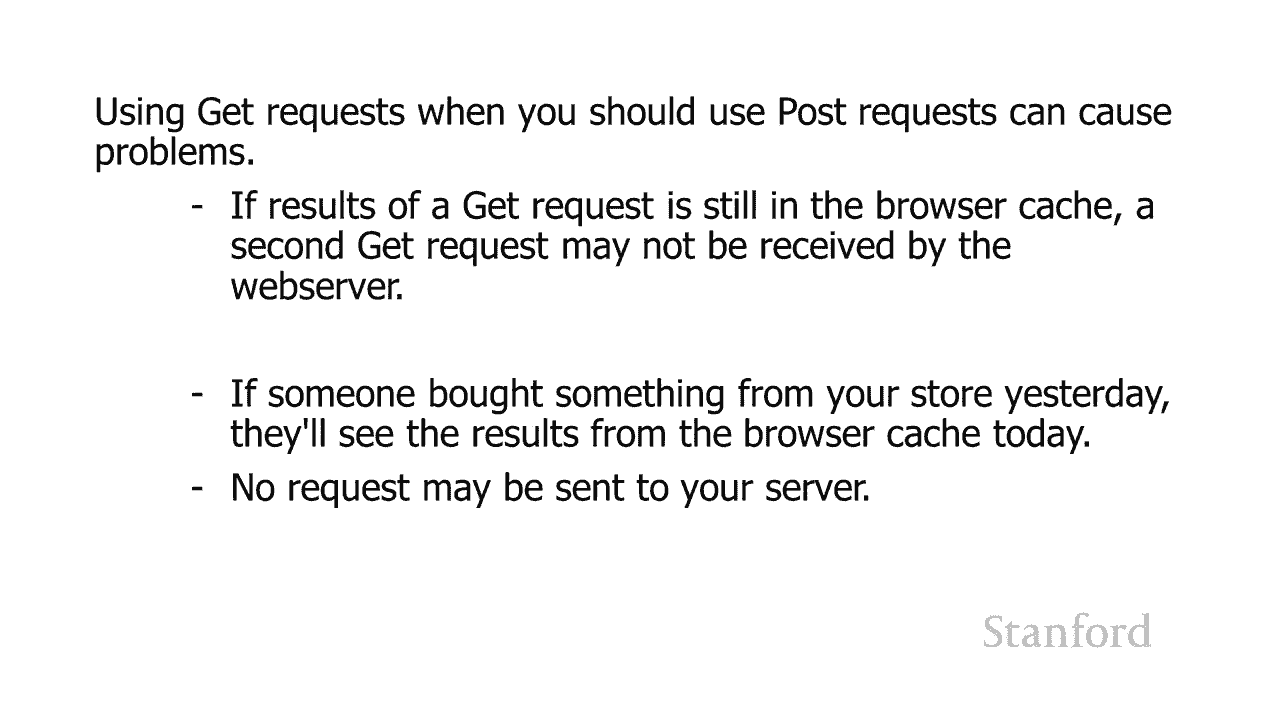 Using Get requests when you should use Post requests can cause
problems.
- If results of a Get request is still in the browser cache, a
second Get request may not be received by the
webserver.
- If someone bought something from your store yesterday,
they'll see the results from the browser cache today.
- No request may be sent to your server.
Stanford